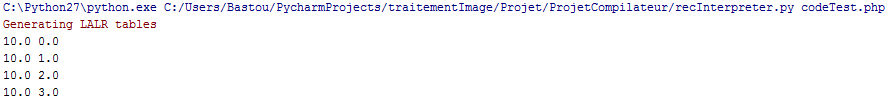 C:\Python27\python.exe C:/Users/Bastou/PycharmProjects/traitementImage/Projet/ProjetCompilateur/recInterpreter.py codeTest.php
Generating LALR tables
10.0 0.0
10.0 1.0
10.0 2.0
10.0 3.0